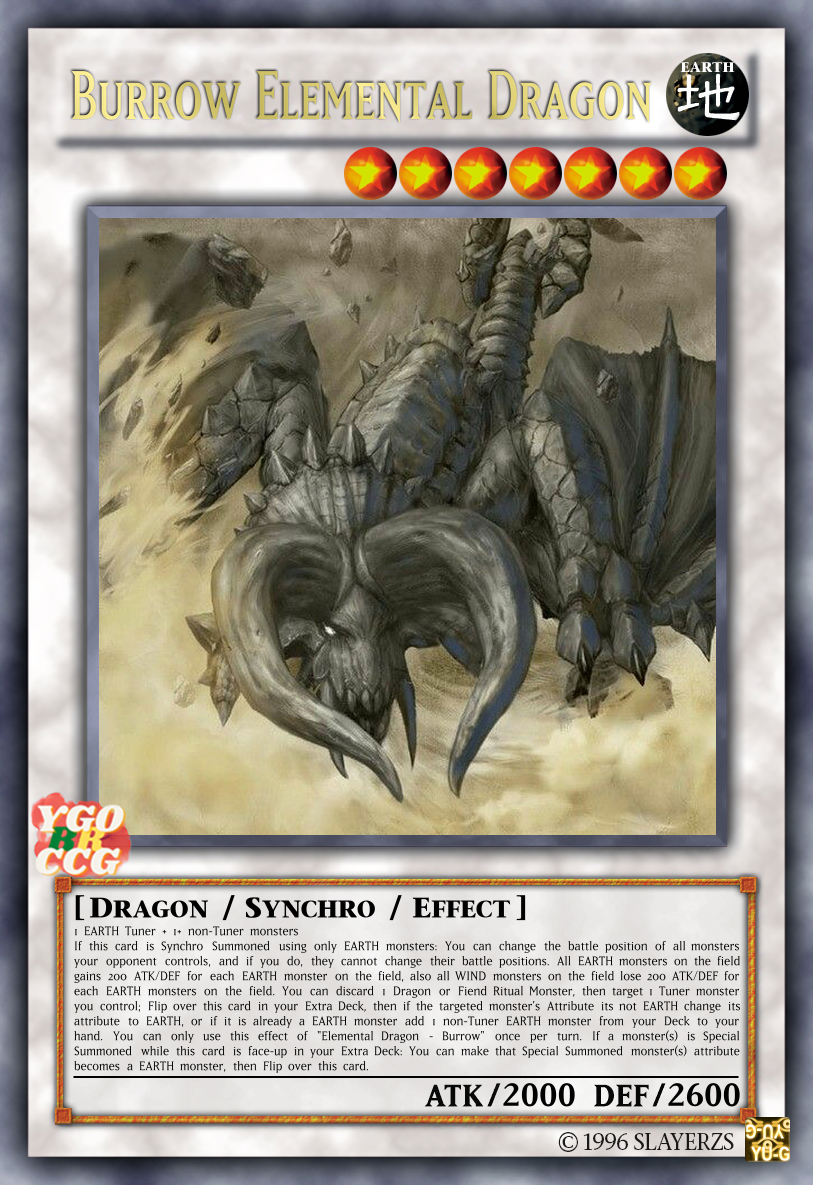 Burrow Elemental Dragon
EARTH
地
YGO
BR
CCG
[ Dragon / Synchro / Effect ]
1 EARTH Tuner + 1+ non-Tuner monsters
If this card is Synchro Summoned using only EARTH monsters: You can change the battle position of all monsters
your opponent controls, and if you do, they cannot change their battle positions. All EARTH monsters on the field
gains 200 ATK/DEF for each EARTH monster on the field, also all WIND monsters on the field lose 200 ATK/DEF for
each EARTH monsters on the field. You can discard 1 Dragon or Fiend Ritual Monster, then target 1 Tuner monster
you control; Flip over this card in your Extra Deck, then if the targeted monster's Attribute its not EARTH change its
attribute to EARTH, or if it is already a EARTH monster add 1 non-Tuner EARTH monster from your Deck to your
hand. You can only use this effect of "Elemental Dragon - Burrow" once per turn. If a monster(s) is Special
Summoned while this card is face-up in your Extra Deck: You can make that Special Summoned monster(s) attribute
becomes a EARTH monster, then Flip over this card.
ATK/2000 DEF/2600
© 1996 SLAYERZS